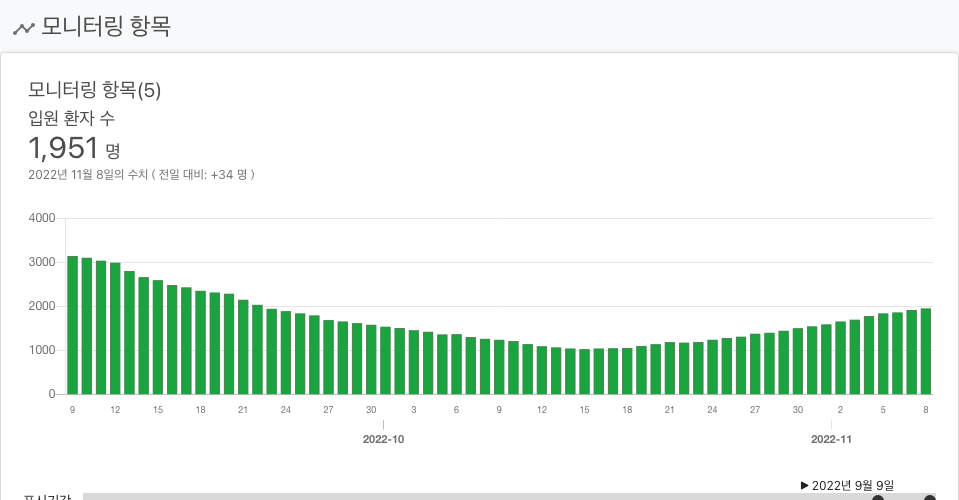 모니터링 항목
모니터링 항목(5)
입원 환자 수
1,951 명
2022년 11월 8일의 수치 ( 전일 대비: +34 명 )
4000
3000
2000
1000
0
9 12 15 18 21 24 27 30 3 6 9 12 15 18 21 24 27 30 2 5 8
2022-10 2022-11
▶ 2022년 9월 9일
표시기간